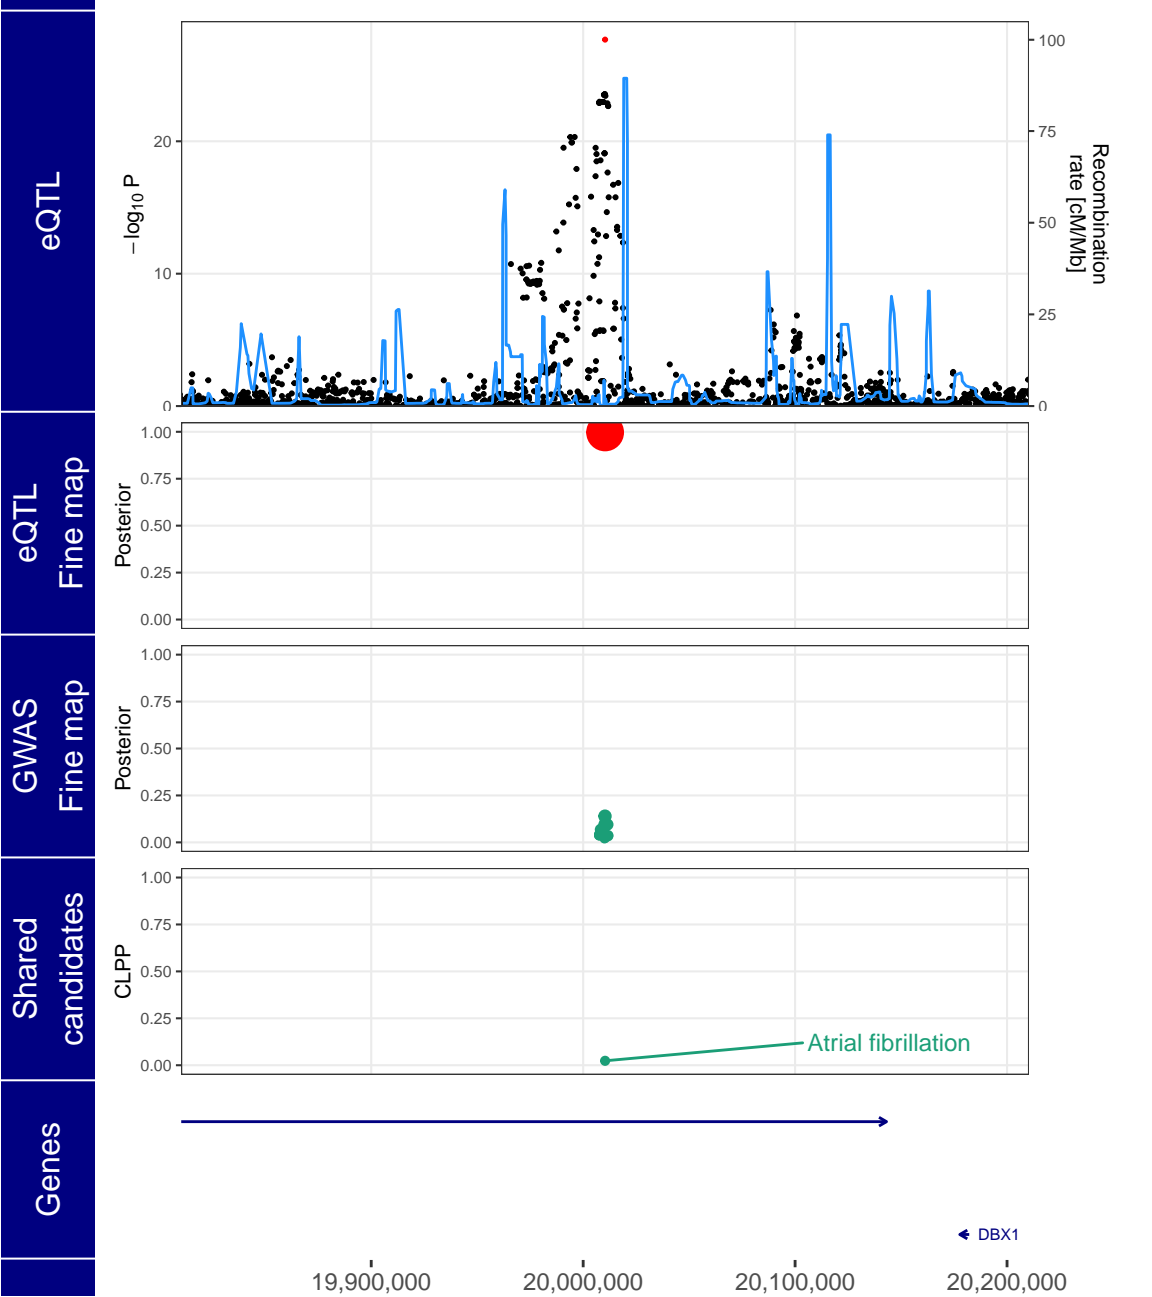 eQTL
−log10 P
20
10
0
100
75
50
25
0
Recombination
rate [cM/Mb]
eQTL
Fine map
Posterior
1.00
0.75
0.50
0.25
0.00
GWAS
Fine map
Posterior
1.00
0.75
0.50
0.25
0.00
Shared
candidates
CLPP
1.00
0.75
0.50
0.25
0.00
Atrial fibrillation
Genes
DBX1
19,900,000
20,000,000
20,100,000
20,200,000